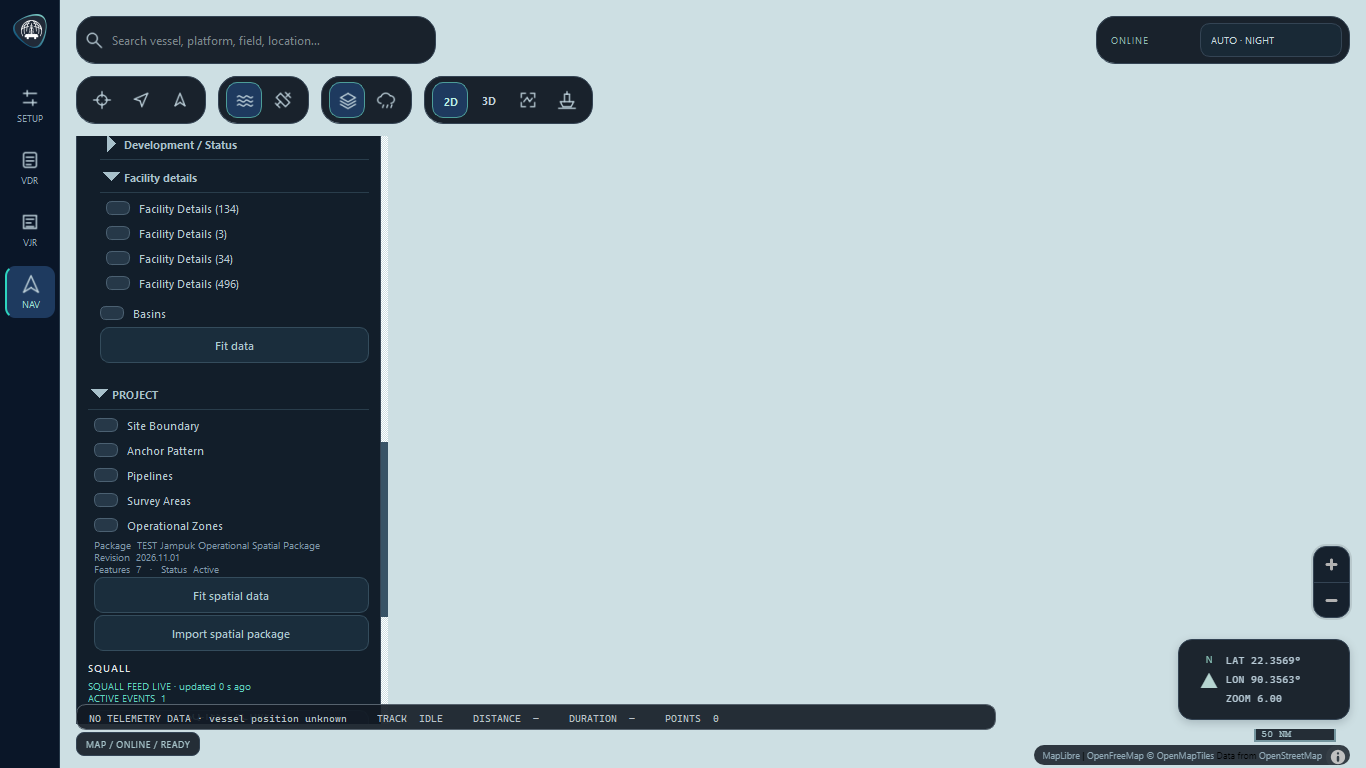 Search vessel, platform, field, location...
ONLINE
AUTO · NIGHT
SETUP
VDR
VJR
NAV
2D
3D
Development / Status
Facility details
Facility Details (134)
Facility Details (3)
Facility Details (34)
Facility Details (496)
Basins
Fit data
PROJECT
Site Boundary
Anchor Pattern
Pipelines
Survey Areas
Operational Zones
Package TEST Jampuk Operational Spatial Package
Revision 2026.11.01
Features 7 · Status Active
Fit spatial data
Import spatial package
SQUALL
SQUALL FEED LIVE · updated 0 s ago
ACTIVE EVENTS 1
NO TELEMETRY DATA · vessel position unknown TRACK IDLE DISTANCE — DURATION — POINTS 0
MAP / ONLINE / READY
+
−
N LAT 22.3569°
LON 90.3563°
ZOOM 6.00
50 NM
MapLibre | OpenFreeMap © OpenMapTiles Data from OpenStreetMap